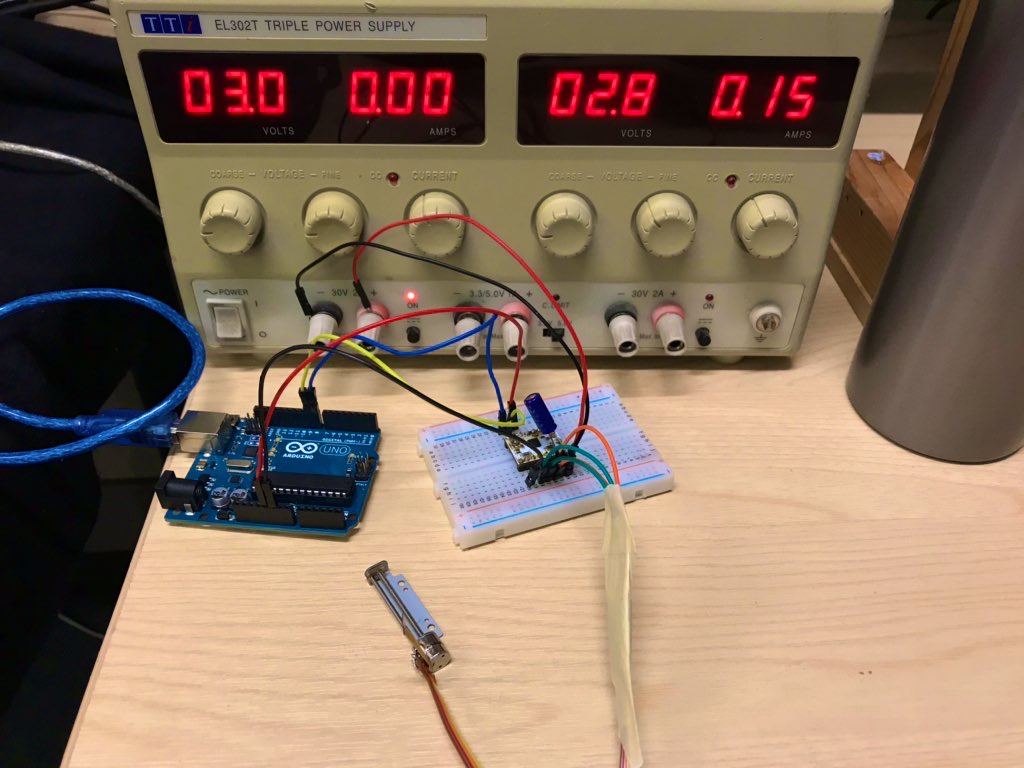 TTi EL302T TRIPLE POWER SUPPLY
03.0 0.00 02.8 0.15
VOLTS AMPS VOLTS AMPS
COARSE - VOLTAGE - FINE CC CURRENT COARSE - VOLTAGE - FINE CC CURRENT
POWER
- 30V 2A + - 3.3/5.0V - 30V 2A +
ON ON
UNO
ARDUINO